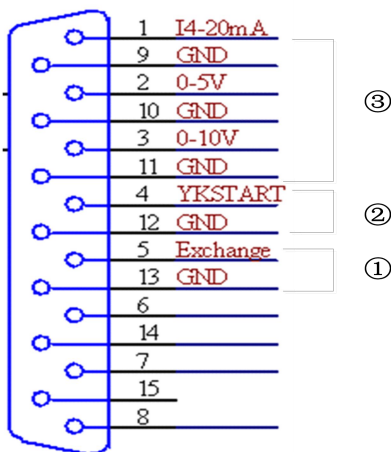 1 I4-20mA
9 GND
2 0-5V
10 GND
3 0-10V
11 GND
③
4 YKSTART
12 GND
②
5 Exchange
13 GND
①
6
14
7
15
8